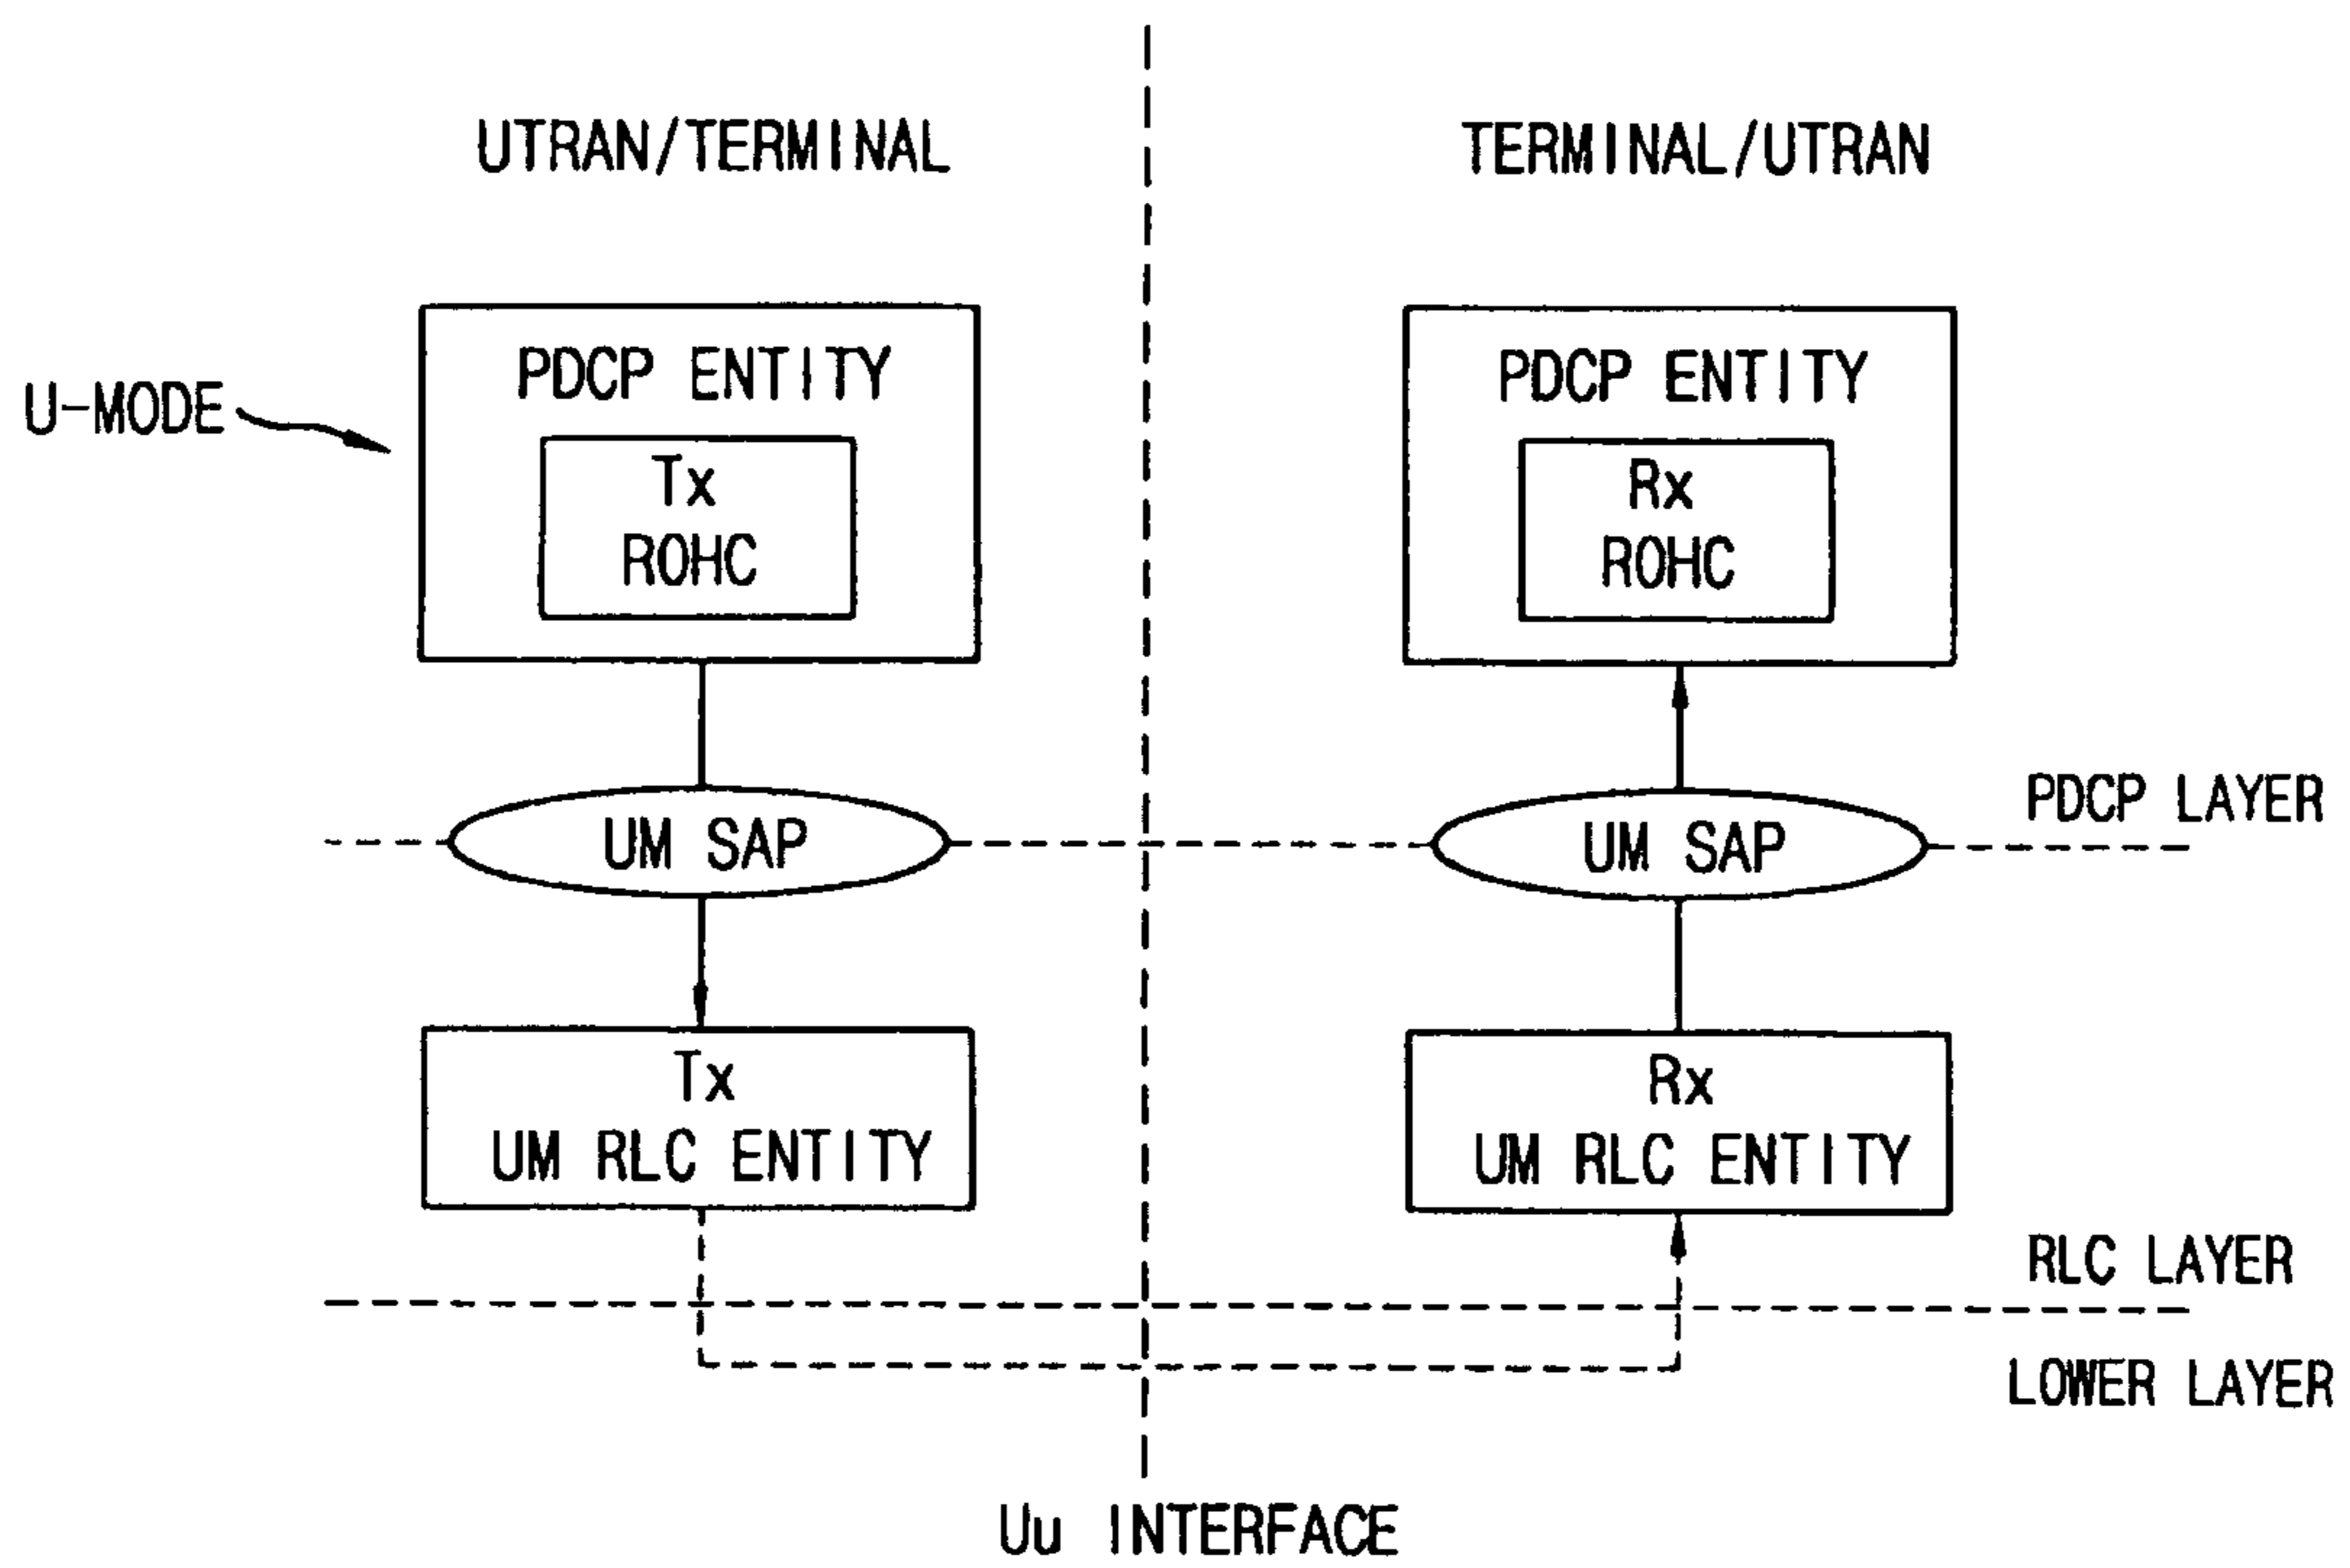 UTRAN/TERMINAL
TERMINAL/UTRAN
U-MODE
PDCP ENTITY
Tx
ROHC
PDCP ENTITY
Rx
ROHC
UM SAP
UM SAP
PDCP LAYER
Tx
UM RLC ENTITY
Rx
UM RLC ENTITY
RLC LAYER
LOWER LAYER
Uu INTERFACE